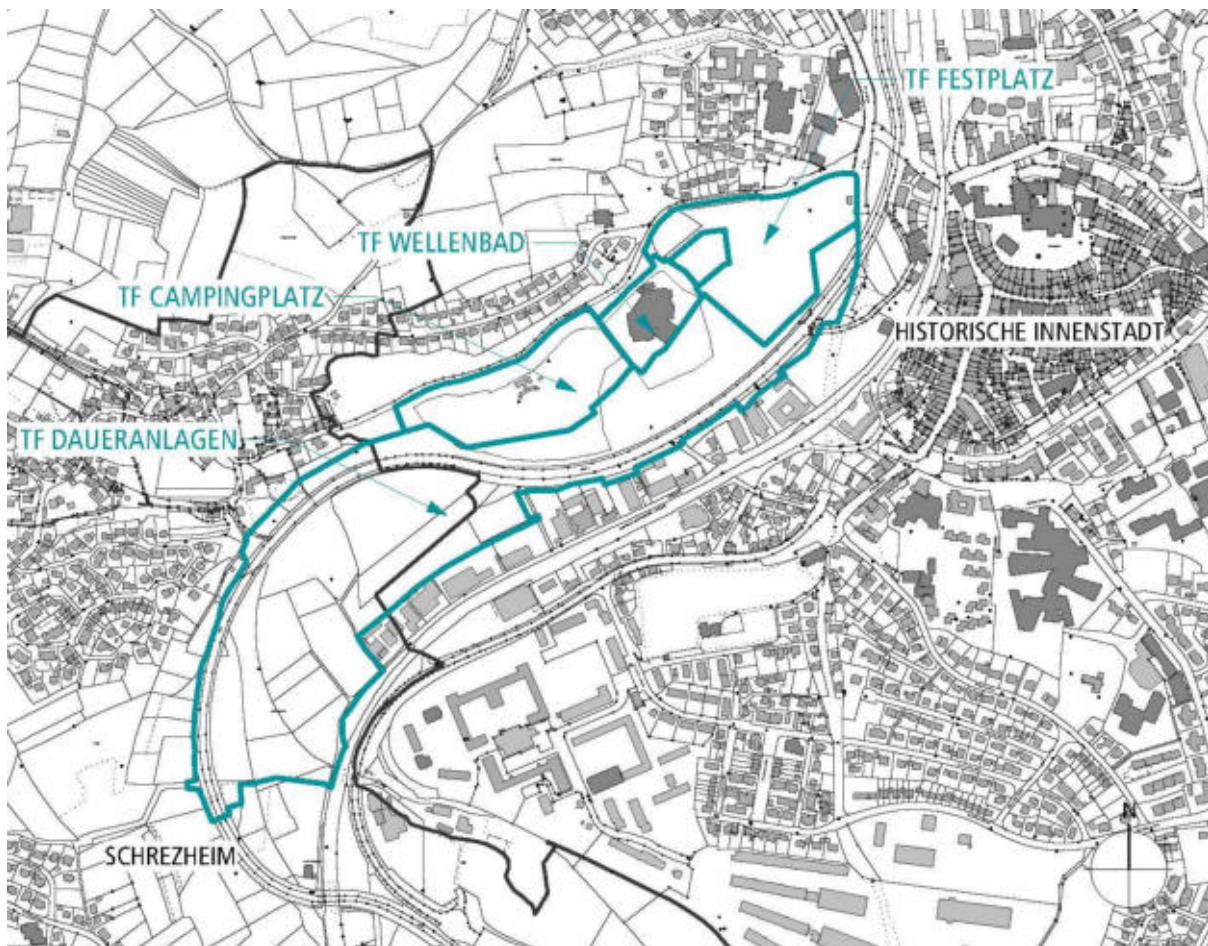 TF FESTPLATZ
TF WELLENBAD
TF CAMPINGPLATZ
HISTORISCHE INNENSTADT
TF DAUERANLAGEN
SCHREZHEIM
N